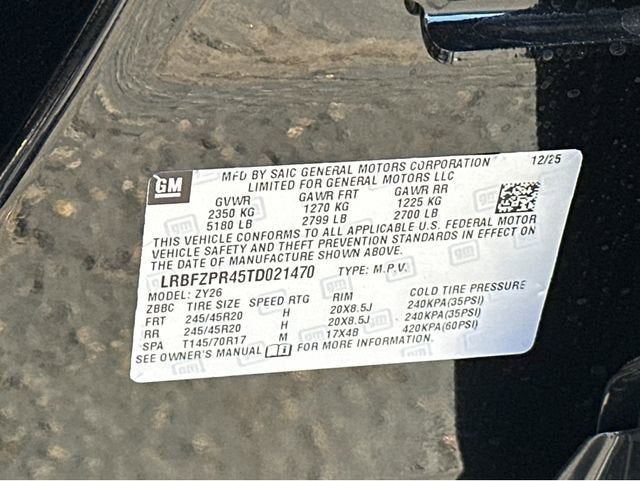 GM
MFD BY SAIC GENERAL MOTORS CORPORATION 12/25
LIMITED FOR GENERAL MOTORS LLC
GVWR GAWR FRT GAWR RR
2350 KG 1270 KG 1225 KG
5180 LB 2799 LB 2700 LB
THIS VEHICLE CONFORMS TO ALL APPLICABLE U.S. FEDERAL MOTOR
VEHICLE SAFETY AND THEFT PREVENTION STANDARDS IN EFFECT ON
THE DATE OF MANUFACTURE SHOWN ABOVE.
LRBFZPR45TD021470 TYPE: M.P.V.
MODEL: ZY26
ZBBC TIRE SIZE SPEED RTG RIM COLD TIRE PRESSURE
FRT 245/45R20 H 20X8.5J 240KPA(35PSI)
RR 245/45R20 H 20X8.5J 240KPA(35PSI)
SPA T145/70R17 M 17X4B 420KPA(60PSI)
SEE OWNER'S MANUAL FOR MORE INFORMATION.